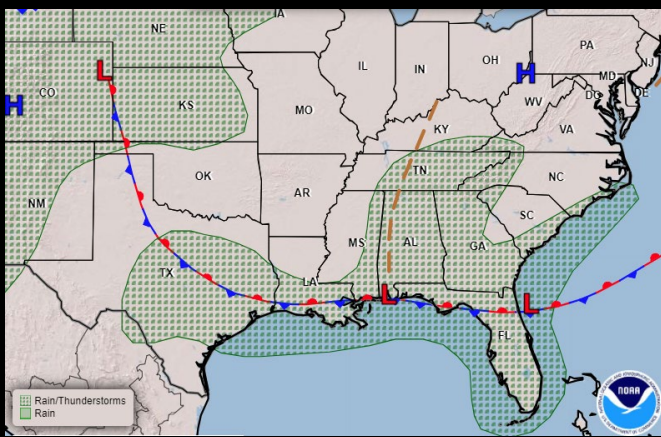 IA
NE
PA
OH
IN
IL
H
NJ
L
MD
CO
DE
DC
WV
H
KS
MO
VA
KY
TN
OK
NC
AR
NM
SC
MS
AL
GA
TX
LA
L
L
FL
Rain/Thunderstorms
Rain
NOAA